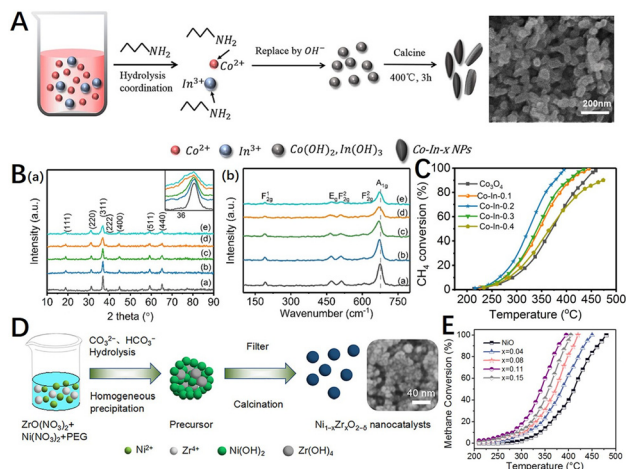 A
NH₂
Hydrolysis
coordination
NH₂
Co²⁺
In³⁺
NH₂
Replace by OH⁻
Calcine
400℃, 3h
200nm
Co²⁺ In³⁺ Co(OH)₂, In(OH)₃ Co-In-x NPs
B (a)
Intensity (a.u.)
(111)
(220)
(311)
(222)
(400)
(511)
(440)
36
(e)
(d)
(c)
(b)
(a)
10 20 30 40 50 60 70 80 90
2 theta (°)
(b)
Intensity (a.u.)
F¹₂g
E_g
F²₂g
F²₂g
A₁g
(e)
(d)
(c)
(b)
(a)
150 300 450 600 750
Wavenumber (cm⁻¹)
C
CH₄ conversion (%)
100
80
60
40
20
0
Co₃O₄
Co-In-0.1
Co-In-0.2
Co-In-0.3
Co-In-0.4
200 250 300 350 400 450 500
Temperature (°C)
D
CO₃²⁻、HCO₃⁻
Hydrolysis
Homogeneous
precipitation
ZrO(NO₃)₂+
Ni(NO₃)₂+PEG
Precursor
Filter
Calcination
40 nm
Ni₁₋ₓZrₓO₂₋δ nanocatalysts
Ni²⁺ Zr⁴⁺ Ni(OH)₂ Zr(OH)₄
E
Methane Conversion (%)
100
80
60
40
20
0
NiO
x=0.04
x=0.08
x=0.11
x=0.15
200 250 300 350 400 450 500
Temperature (°C)